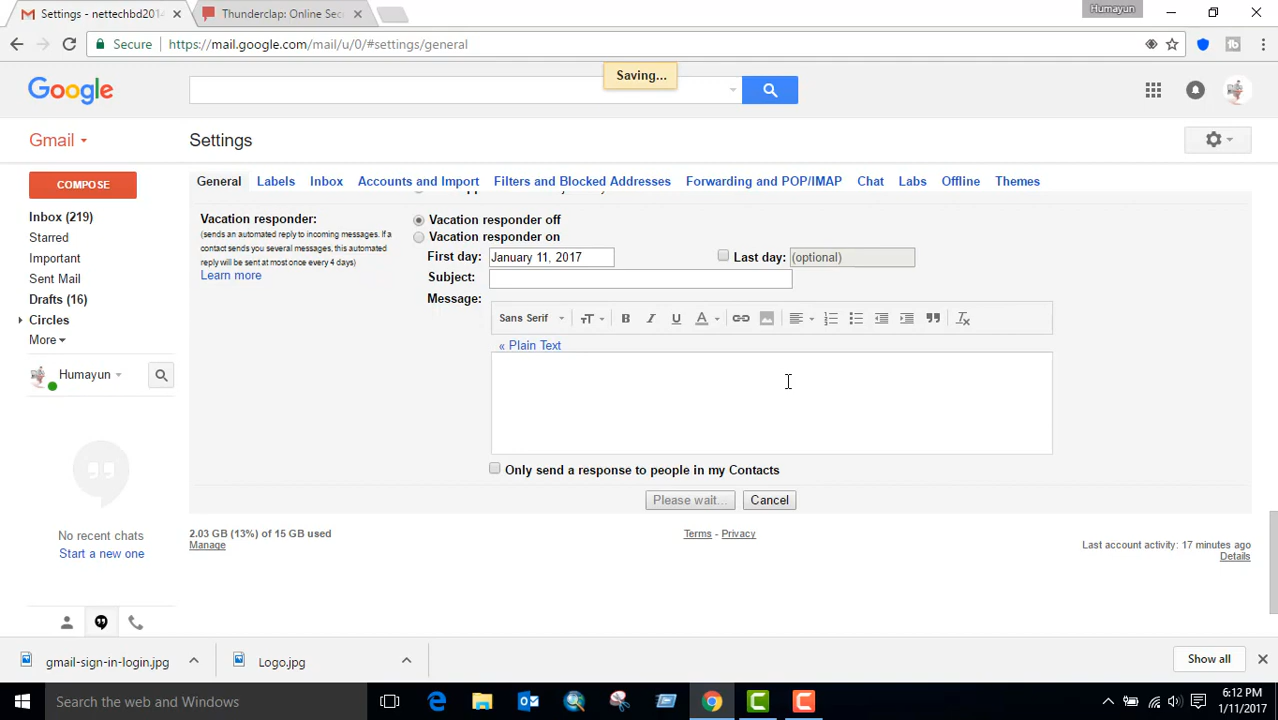 Settings - nettechbd201
Thunderclap: Online Sec
Humayun
Secure
https://mail.google.com/mail/u/0/#settings/general
Saving...
Google
Gmail
Settings
COMPOSE
General
Labels
Inbox
Accounts and Import
Filters and Blocked Addresses
Forwarding and POP/IMAP
Chat
Labs
Offline
Themes
Inbox (219)
Starred
Important
Sent Mail
Drafts (16)
Circles
More
Humayun
No recent chats
Start a new one
Vacation responder:
(sends an automated reply to incoming messages. If a
contact sends you several messages, this automated
reply will be sent at most once every 4 days)
Learn more
Vacation responder off
Vacation responder on
First day:
January 11, 2017
Last day:
(optional)
Subject:
Message:
Sans Serif
« Plain Text
Only send a response to people in my Contacts
Please wait...
Cancel
2.03 GB (13%) of 15 GB used
Manage
Terms - Privacy
Last account activity: 17 minutes ago
Details
gmail-sign-in-login.jpg
Logo.jpg
Show all
Search the web and Windows
6:12 PM
1/11/2017